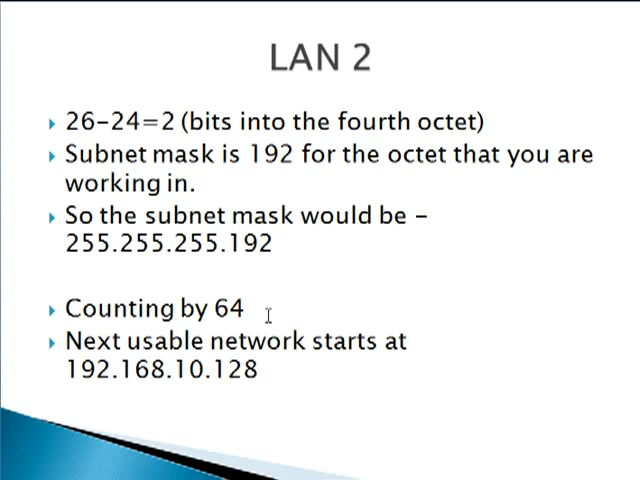 LAN 2
26-24=2 (bits into the fourth octet)
Subnet mask is 192 for the octet that you are
working in.
So the subnet mask would be –
255.255.255.192
Counting by 64
Next usable network starts at
192.168.10.128